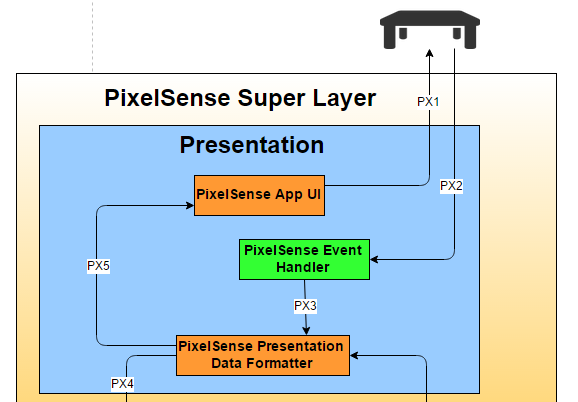 PixelSense Super Layer
PX1
Presentation
PixelSense App UI
PX2
PixelSense Event
Handler
PX5
PX3
PixelSense Presentation
Data Formatter
PX4